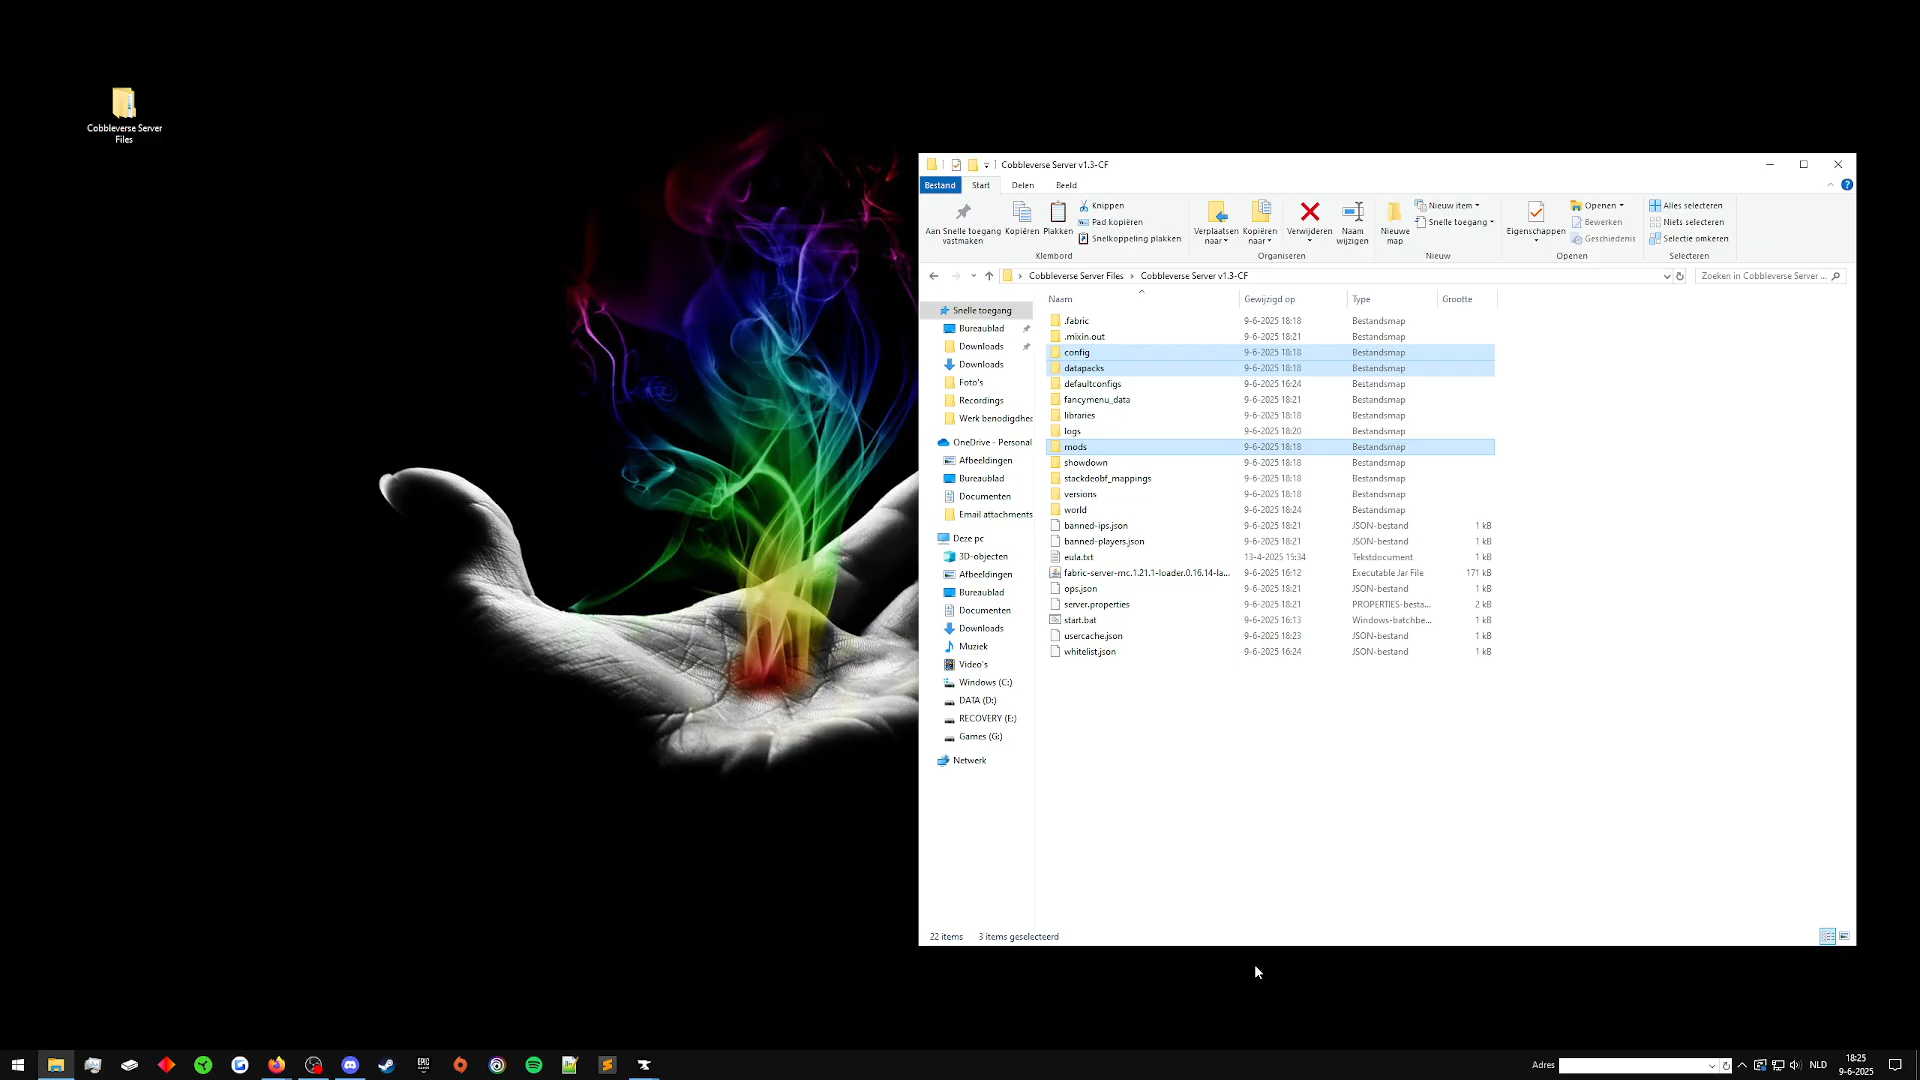 Cobbleverse Server
Files
Cobbleverse Server v1.3-CF
Bestand Start Delen Beeld
Aan Snelle toegang
vastmaken
Kopiëren
Plakken
Knippen
Pad kopiëren
Snelkoppeling plakken
Klembord
Verplaatsen
naar
Kopiëren
naar
Verwijderen
Naam
wijzigen
Organiseren
Nieuwe
map
Nieuw item
Snelle toegang
Nieuw
Eigenschappen
Openen
Bewerken
Geschiedenis
Openen
Alles selecteren
Niets selecteren
Selectie omkeren
Selecteren
Cobbleverse Server Files › Cobbleverse Server v1.3-CF
Zoeken in Cobbleverse Server ...
Snelle toegang
Bureaublad
Downloads
Downloads
Foto's
Recordings
Werk benodigdhec
OneDrive - Personal
Afbeeldingen
Bureaublad
Documenten
Email attachments
Deze pc
3D-objecten
Afbeeldingen
Bureaublad
Documenten
Downloads
Muziek
Video's
Windows (C:)
DATA (D:)
RECOVERY (E:)
Games (G:)
Netwerk
Naam Gewijzigd op Type Grootte
.fabric 9-6-2025 18:18 Bestandsmap
.mixin.out 9-6-2025 18:21 Bestandsmap
config 9-6-2025 18:18 Bestandsmap
datapacks 9-6-2025 18:18 Bestandsmap
defaultconfigs 9-6-2025 16:24 Bestandsmap
fancymenu_data 9-6-2025 18:21 Bestandsmap
libraries 9-6-2025 18:18 Bestandsmap
logs 9-6-2025 18:20 Bestandsmap
mods 9-6-2025 18:18 Bestandsmap
showdown 9-6-2025 18:18 Bestandsmap
stackdeobf_mappings 9-6-2025 18:18 Bestandsmap
versions 9-6-2025 18:18 Bestandsmap
world 9-6-2025 18:24 Bestandsmap
banned-ips.json 9-6-2025 18:21 JSON-bestand 1 kB
banned-players.json 9-6-2025 18:21 JSON-bestand 1 kB
eula.txt 13-4-2025 15:34 Tekstdocument 1 kB
fabric-server-mc.1.21.1-loader.0.16.14-la... 9-6-2025 16:12 Executable Jar File 171 kB
ops.json 9-6-2025 18:21 JSON-bestand 1 kB
server.properties 9-6-2025 18:21 PROPERTIES-besta... 2 kB
start.bat 9-6-2025 16:13 Windows-batchbe... 1 kB
usercache.json 9-6-2025 18:23 JSON-bestand 1 kB
whitelist.json 9-6-2025 16:24 JSON-bestand 1 kB
22 items 3 items geselecteerd
EPIC
GAMES
Adres
NLD
18:25
9-6-2025